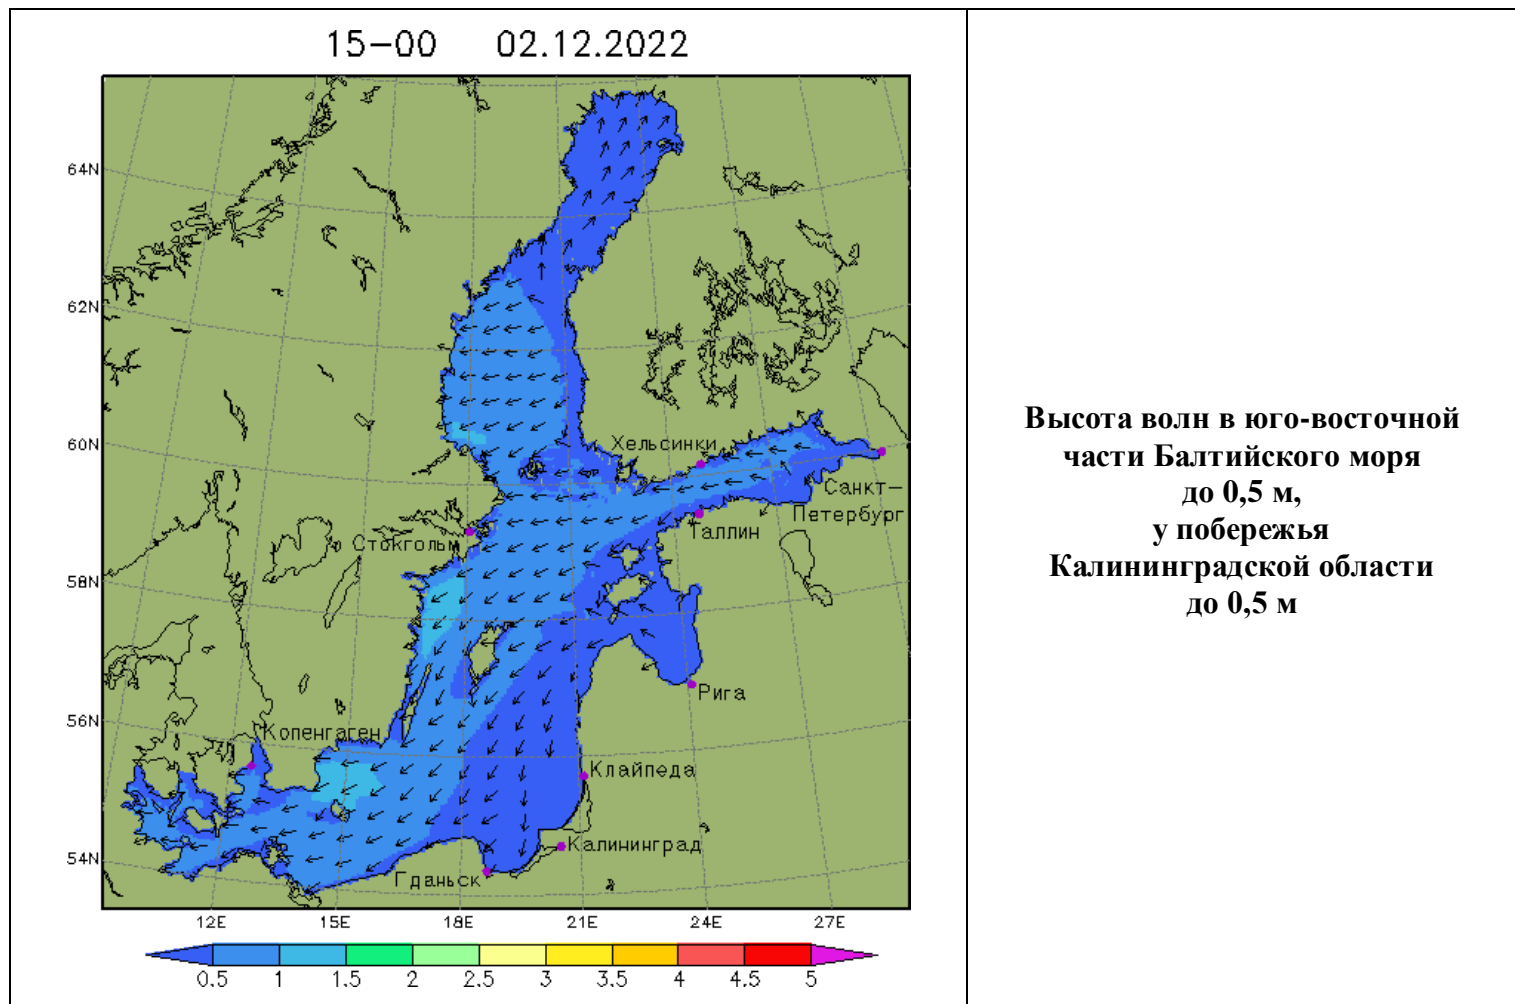 15-00 02.12.2022
64N
62N
60N
58N
56N
54N
Хельсинки
Санкт-
Петербург
Таллин
Стокгольм
Рига
Копенгаген
Клайпеда
Калининград
Гданьск
12E 15E 18E 21E 24E 27E
0.5 1 1.5 2 2.5 3 3.5 4 4.5 5
Высота волн в юго-восточной
части Балтийского моря
до 0,5 м,
у побережья
Калининградской области
до 0,5 м